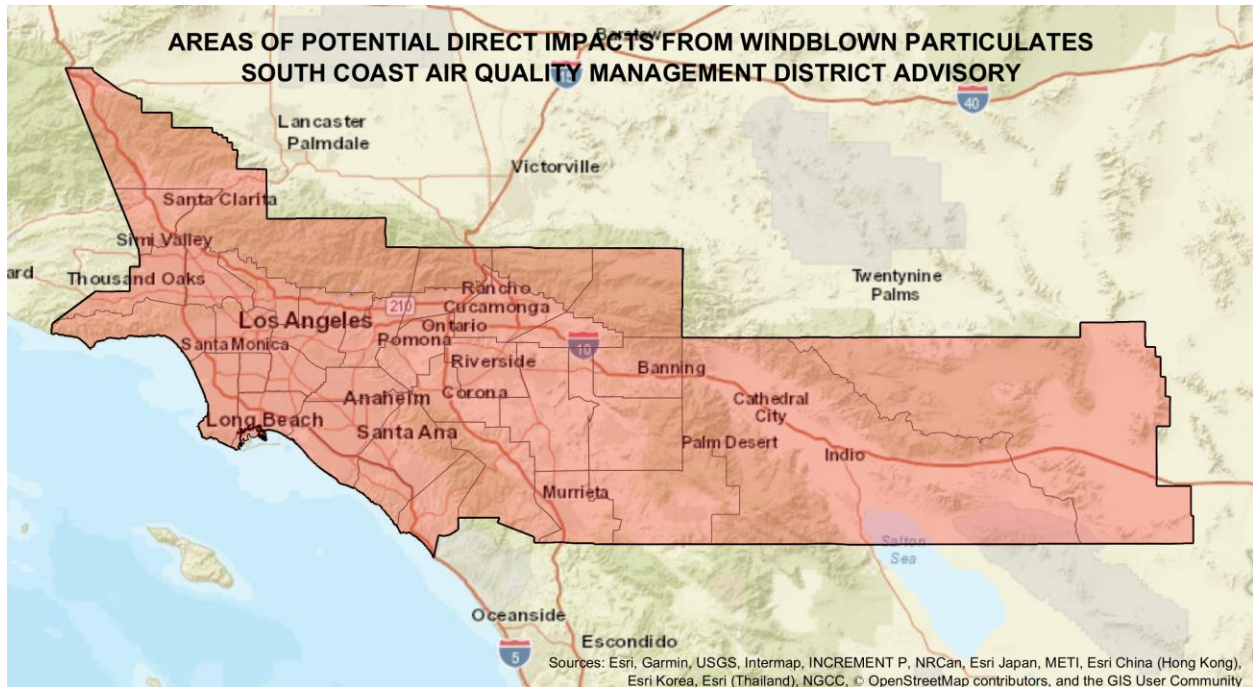 AREAS OF POTENTIAL DIRECT IMPACTS FROM WINDBLOWN PARTICULATES
Barstow
SOUTH COAST AIR QUALITY MANAGEMENT DISTRICT ADVISORY
15
40
Lancaster
Palmdale
Victorville
Santa Clarita
Simi Valley
ard
Thousand Oaks
Twentynine
Palms
Rancho
Cucamonga
210
Los Angeles
Ontario
Santa Monica
Pomona
10
Riverside
Banning
Anaheim
Corona
Cathedral
City
Long Beach
Santa Ana
Palm Desert
Indio
Murrieta
Salton
Sea
Oceanside
Escondido
5
Sources: Esri, Garmin, USGS, Intermap, INCREMENT P, NRCan, Esri Japan, METI, Esri China (Hong Kong),
Esri Korea, Esri (Thailand), NGCC, © OpenStreetMap contributors, and the GIS User Community